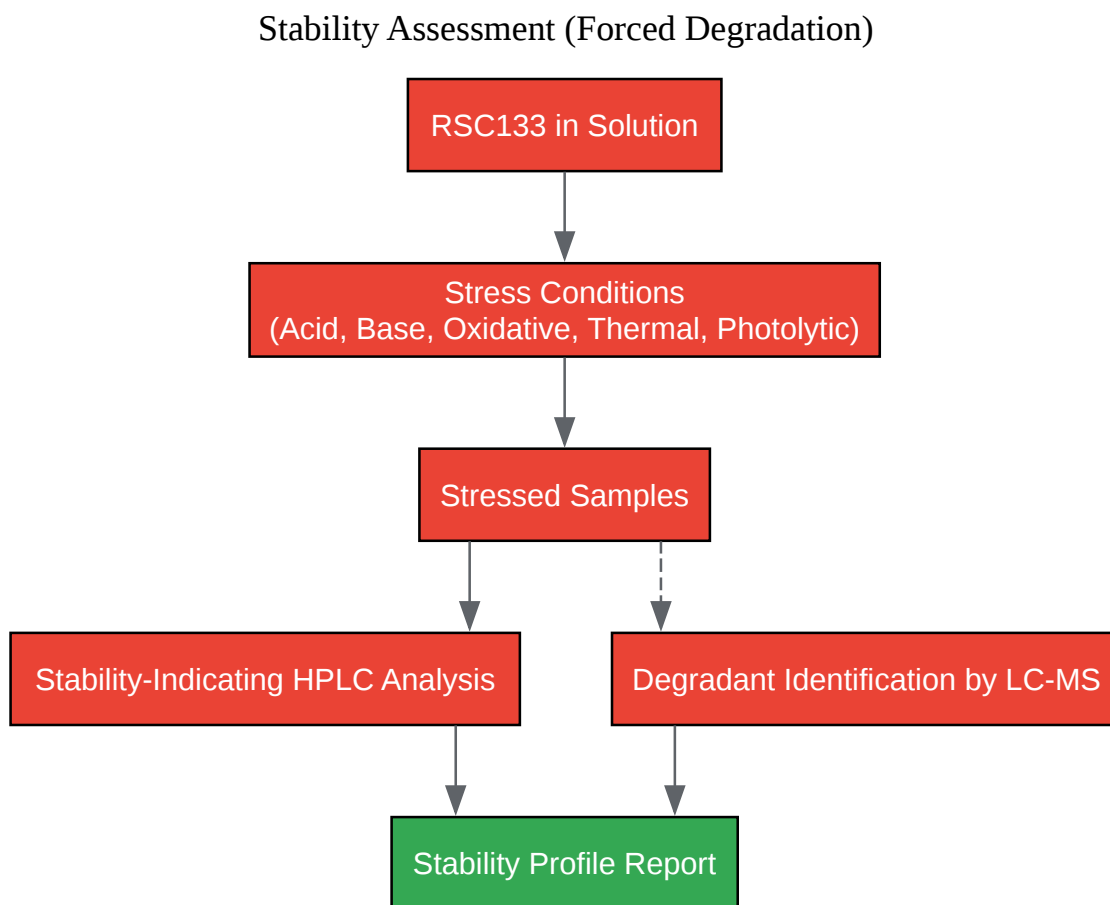 Stability Assessment (Forced Degradation)
RSC133 in Solution
Stress Conditions
(Acid, Base, Oxidative, Thermal, Photolytic)
Stressed Samples
Stability-Indicating HPLC Analysis
Degradant Identification by LC-MS
Stability Profile Report